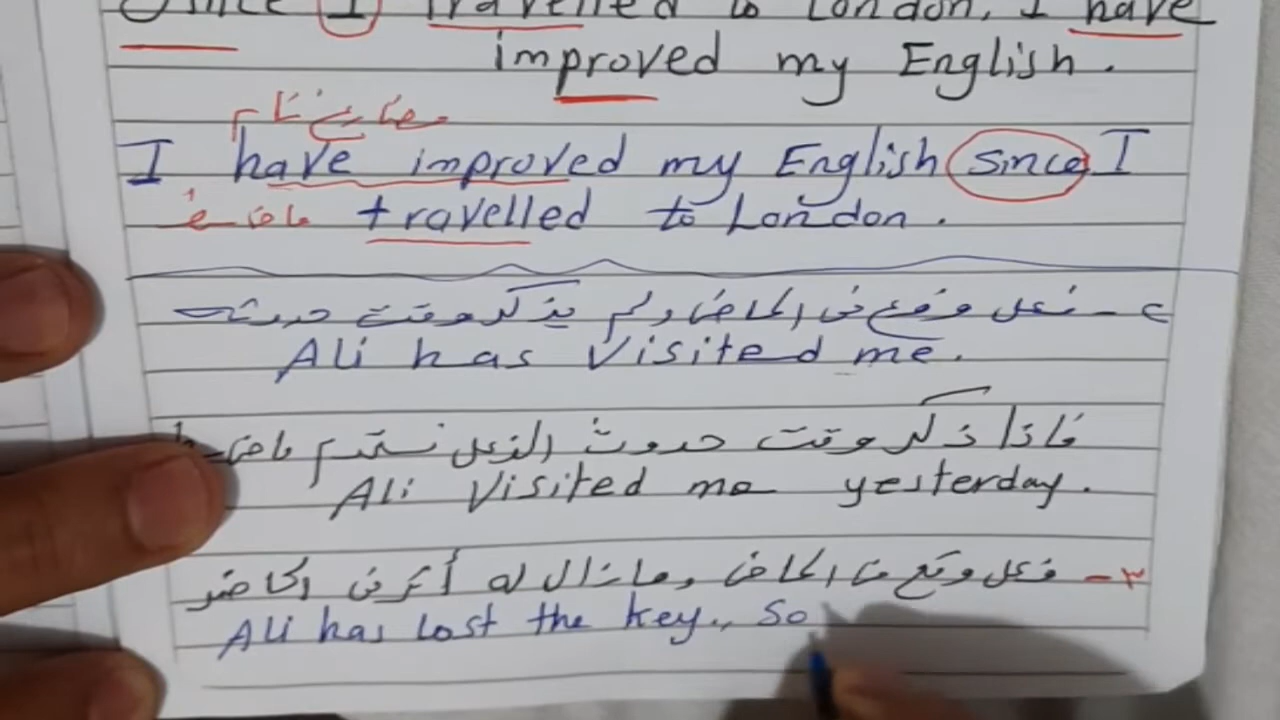 Since I travelled to London, I have
improved my English.
مضارع تام
I have improved my English since I
ماضي travelled to London.
٢- فعل وقع في الماضي ولم يذكر وقت حدوثه
Ali has visited me.
فاذا ذكر وقت حدوث الفعل نستخدم ماضي
Ali visited me yesterday.
٣- فعل وقع في الماضي ومازال له أثر في الحاضر
Ali has lost the key., So